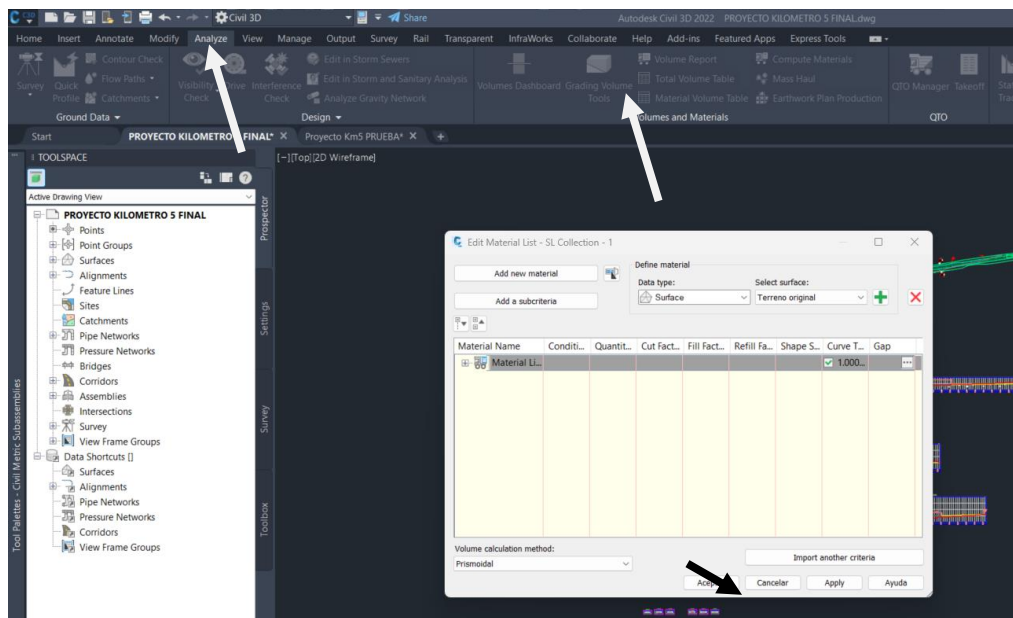 Civil 3D Share Autodesk Civil 3D 2022 PROYECTO KILOMETRO 5 FINAL.dwg
Home Insert Annotate Modify Analyze View Manage Output Survey Rail Transparent InfraWorks Collaborate Help Add-ins Featured Apps Express Tools
Contour Check Edit in Storm Sewers Volume Report Compute Materials
Flow Paths Edit in Storm and Sanitary Analysis Total Volume Table Mass Haul
Survey Quick Profile Catchments Visibility Check Interference Check Analyze Gravity Network Volumes Dashboard Grading Volume Tools Material Volume Table Earthwork Plan Production QTO Manager Takeoff
Ground Data Design Volumes and Materials QTO
Start PROYECTO KILOMETRO FINAL* Proyecto Km5 PRUEBA* +
TOOLSPACE [-][Top][2D Wireframe]
Active Drawing View
PROYECTO KILOMETRO 5 FINAL
Points
Point Groups
Surfaces
Alignments
Feature Lines
Sites
Catchments
Pipe Networks
Pressure Networks
Bridges
Corridors
Assemblies
Intersections
Survey
View Frame Groups
Data Shortcuts []
Surfaces
Alignments
Pipe Networks
Pressure Networks
Corridors
View Frame Groups
Prospector
Settings
Survey
Toolbox
Tool Palettes - Civil Metric Subassemblies
Edit Material List - SL Collection - 1
Add new material
Define material
Data type: Select surface:
Surface Terreno original
Add a subcriteria
Material Name Conditi... Quantit... Cut Fact... Fill Fact... Refill Fa... Shape S... Curve T... Gap
Material Li... 1.000... ...
Volume calculation method:
Prismoidal
Import another criteria
Cancelar Apply Ayuda